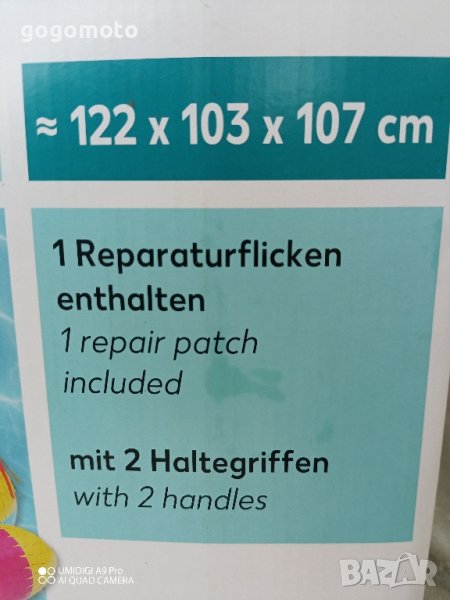 gogomoto
≈ 122 x 103 x 107 cm
1 Reparaturflicken
enthalten
1 repair patch
included
mit 2 Haltegriffen
with 2 handles
UMIDIGI A9 Pro
AI QUAD CAMERA
BAZAR